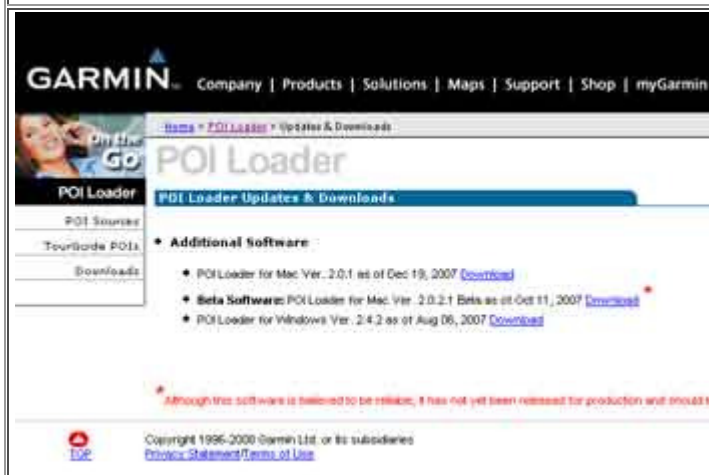 GARMIN. Company | Products | Solutions | Maps | Support | Shop | myGarmin
On the Go
Home > POI Loader > Updates & Downloads
POI Loader
POI Loader
POI Sources
TourGuide POIs
Downloads
POI Loader Updates & Downloads
• Additional Software
• POI Loader for Mac Ver. 2.0.1 as of Dec 19, 2007 Download
• Beta Software: POI Loader for Mac Ver. 2.0.2.1 Beta as of Oct 11, 2007 Download *
• POI Loader for Windows Ver. 2.4.2 as of Aug 06, 2007 Download
* Although this software is believed to be reliable, it has not yet been released for production and should
TOP
Copyright 1996-2000 Garmin Ltd. or its subsidiaries
Privacy Statement/Terms of Use